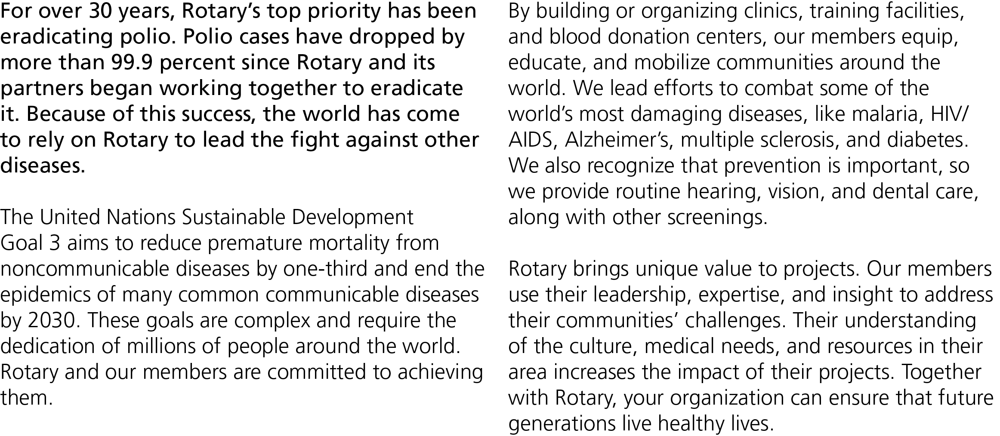 For over 30 years, Rotary’s top priority has been
eradicating polio. Polio cases have dropped by
more than 99.9 percent since Rotary and its
partners began working together to eradicate
it. Because of this success, the world has come
to rely on Rotary to lead the fight against other
diseases.
The United Nations Sustainable Development
Goal 3 aims to reduce premature mortality from
noncommunicable diseases by one-third and end the
epidemics of many common communicable diseases
by 2030. These goals are complex and require the
dedication of millions of people around the world.
Rotary and our members are committed to achieving
them.
By building or organizing clinics, training facilities,
and blood donation centers, our members equip,
educate, and mobilize communities around the
world. We lead efforts to combat some of the
world’s most damaging diseases, like malaria, HIV/
AIDS, Alzheimer’s, multiple sclerosis, and diabetes.
We also recognize that prevention is important, so
we provide routine hearing, vision, and dental care,
along with other screenings.
Rotary brings unique value to projects. Our members
use their leadership, expertise, and insight to address
their communities’ challenges. Their understanding
of the culture, medical needs, and resources in their
area increases the impact of their projects. Together
with Rotary, your organization can ensure that future
generations live healthy lives.